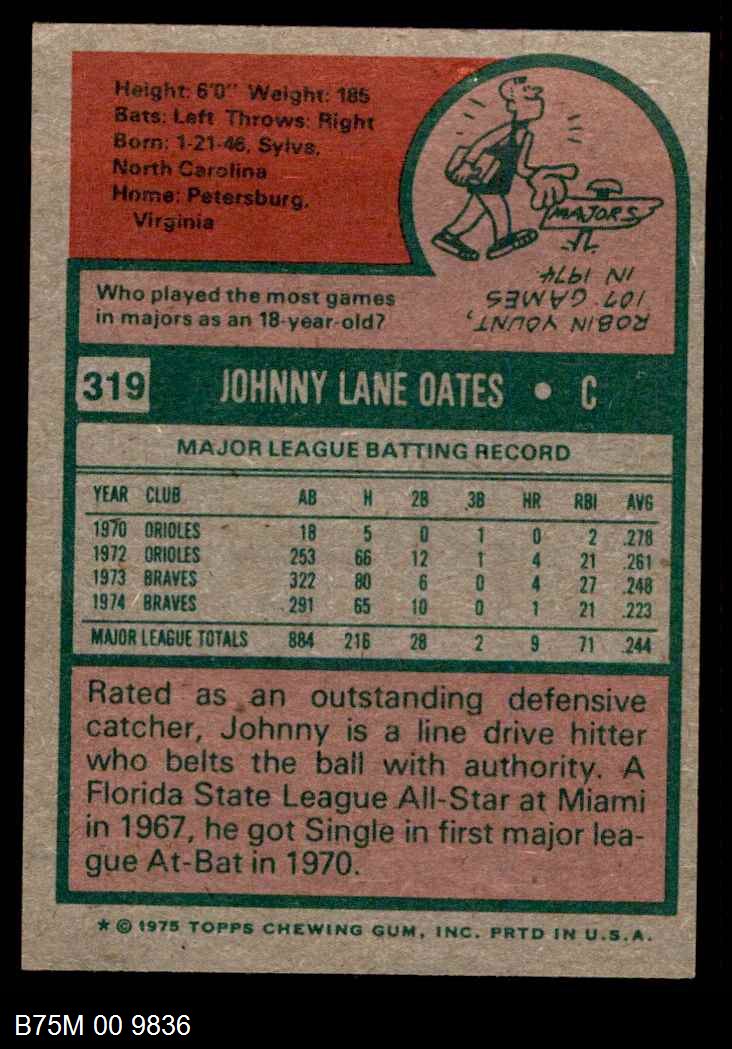 Height: 6'0" Weight: 185
Bats: Left Throws: Right
Born: 1-21-46, Sylva,
North Carolina
Home: Petersburg,
Virginia
MAJORS
Who played the most games
in majors as an 18-year-old?
ROBIN YOUNT,
107 GAMES
IN 1974
319 JOHNNY LANE OATES • C
MAJOR LEAGUE BATTING RECORD
YEAR CLUB AB H 2B 3B HR RBI AVG
1970 ORIOLES 18 5 0 1 0 2 .278
1972 ORIOLES 253 66 12 1 4 21 .261
1973 BRAVES 322 80 6 0 4 27 .248
1974 BRAVES 291 65 10 0 1 21 .223
MAJOR LEAGUE TOTALS 884 216 28 2 9 71 .244
Rated as an outstanding defensive
catcher, Johnny is a line drive hitter
who belts the ball with authority. A
Florida State League All-Star at Miami
in 1967, he got Single in first major lea-
gue At-Bat in 1970.
* © 1975 TOPPS CHEWING GUM, INC. PRTD IN U.S.A.
B75M 00 9836